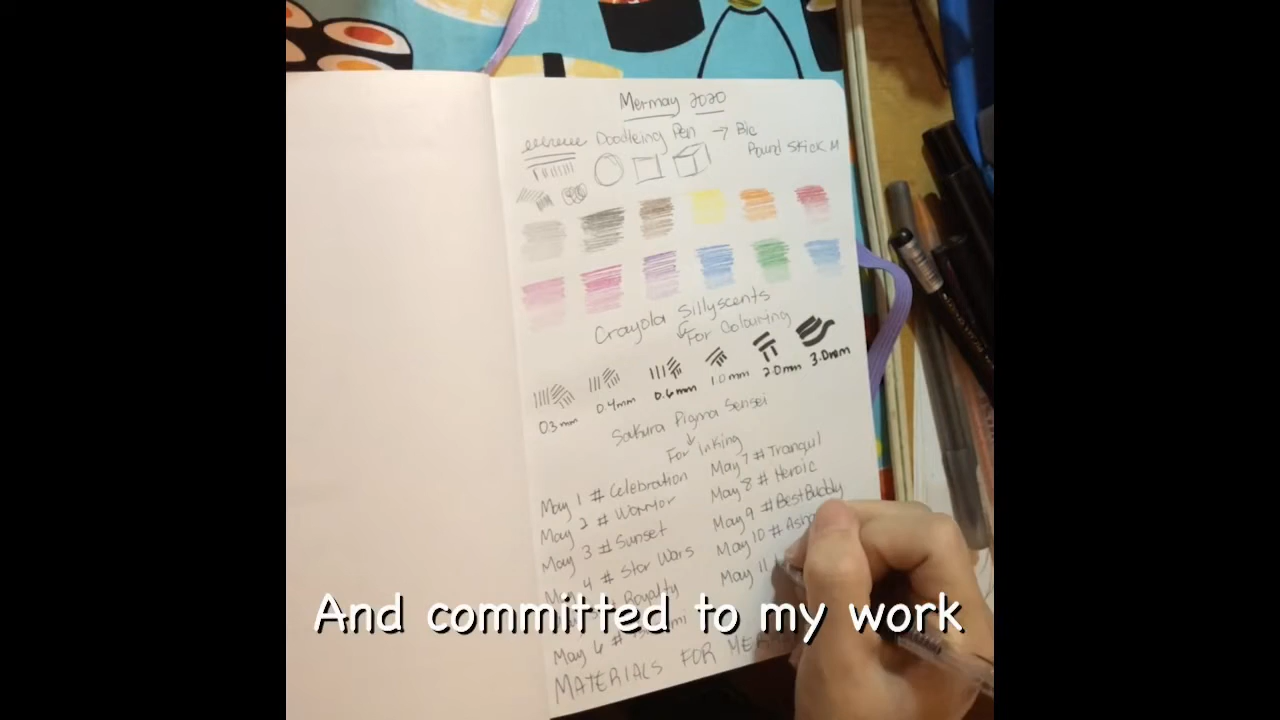 Mermay 2020
Doodleing Pen → Bic
Round Stick M
Crayola Sillyscents
For Colouring
0.3mm 0.4mm 0.6mm 1.0mm 2.0mm 3.0mm
Sakura Pigma Sensei
For Inking
May 1 # Celebration
May 2 # Warrior
May 3 # Sunset
May 4 # Star Wars
Royalty
May 6 #
May 7 # Tranquil
May 8 # Heroic
May 9 # BestBuddy
May 10 #
May 11
MATERIALS FOR
And committed to my work